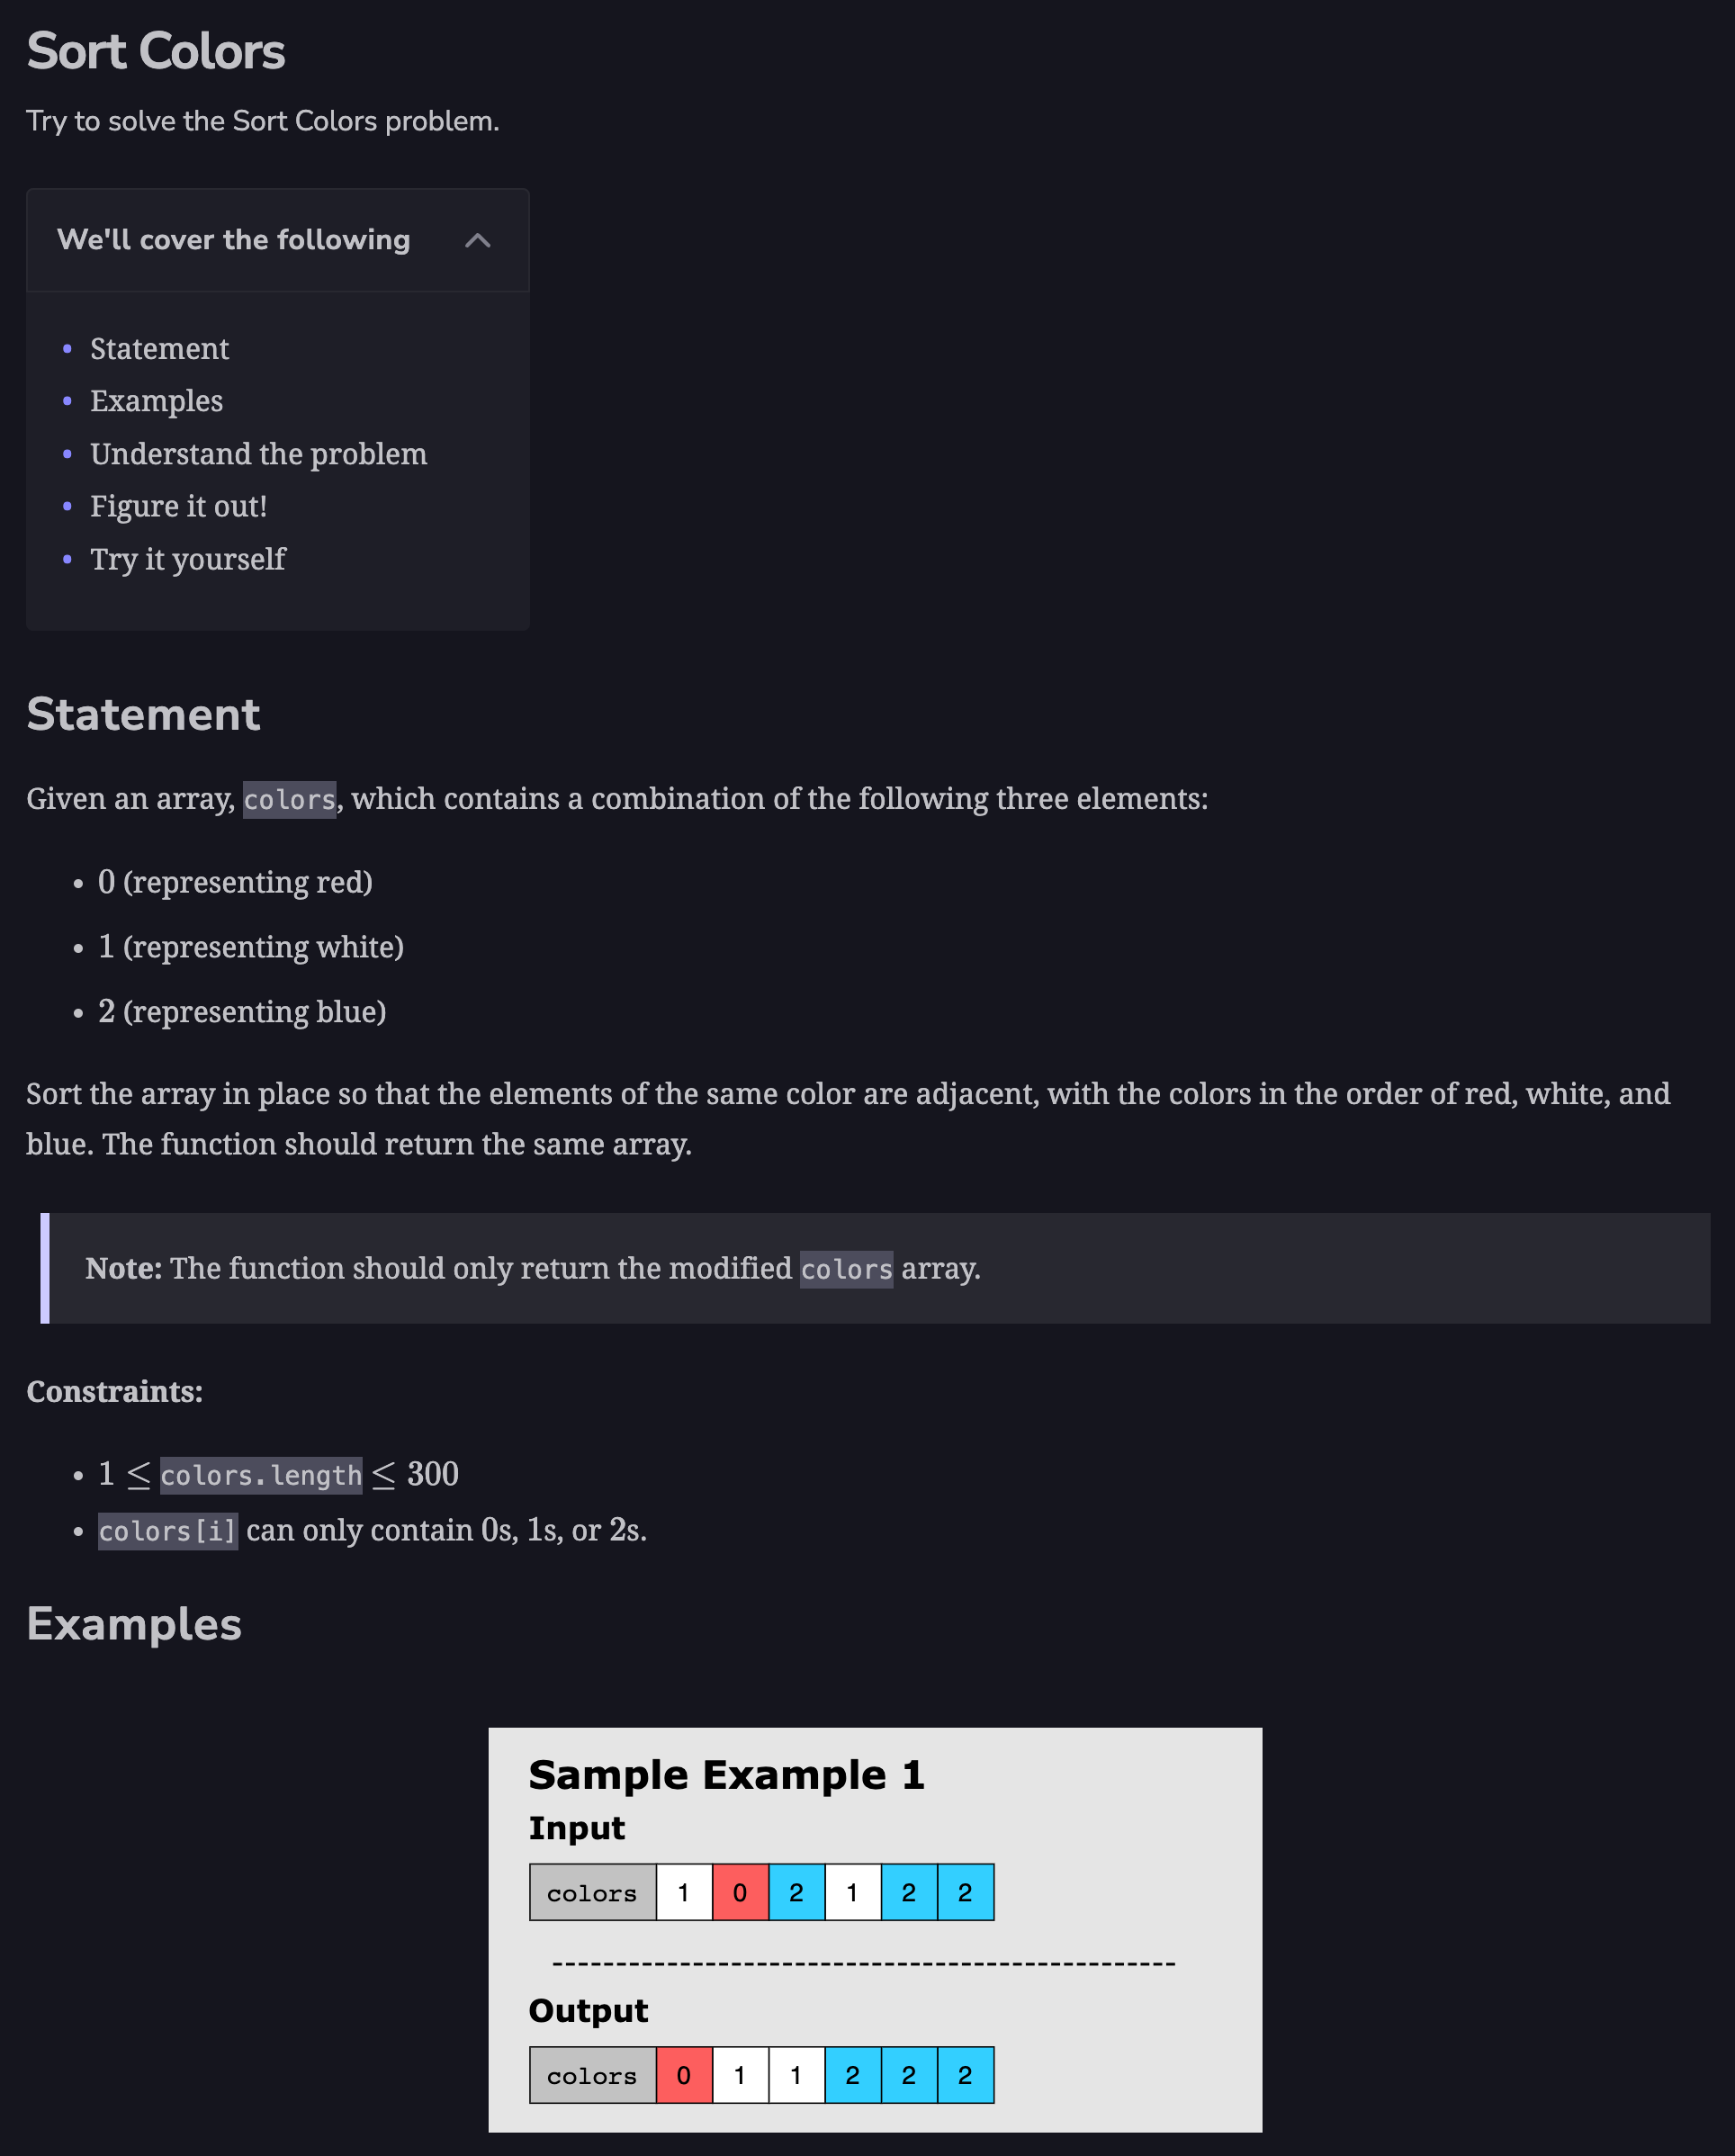 Sort Colors
Try to solve the Sort Colors problem.
We'll cover the following
• Statement
• Examples
• Understand the problem
• Figure it out!
• Try it yourself
Statement
Given an array, colors, which contains a combination of the following three elements:
• 0 (representing red)
• 1 (representing white)
• 2 (representing blue)
Sort the array in place so that the elements of the same color are adjacent, with the colors in the order of red, white, and
blue. The function should return the same array.
Note: The function should only return the modified colors array.
Constraints:
• 1 ≤ colors.length ≤ 300
• colors[i] can only contain 0s, 1s, or 2s.
Examples
Sample Example 1
Input
colors 1 0 2 1 2 2
Output
colors 0 1 1 2 2 2